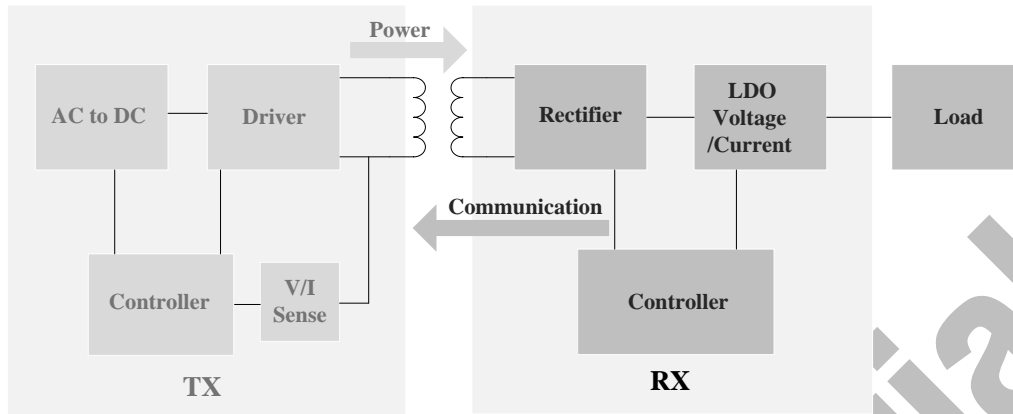 Power
AC to DC
Driver
Rectifier
LDO
Voltage
/Current
Load
Communication
Controller
V/I
Sense
Controller
TX
RX